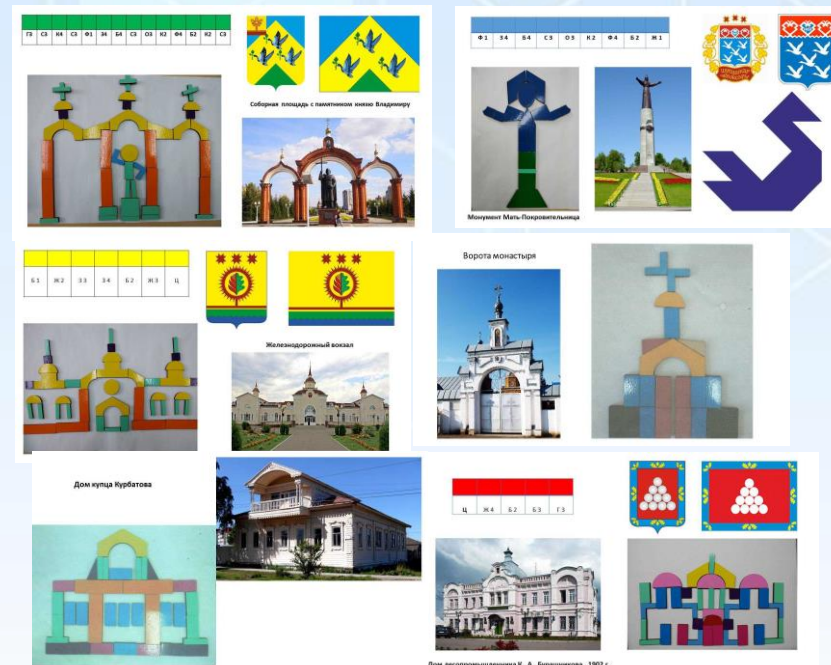 Г3 С3 К4 С3 Ф1 З4 Б4 С3 О3 К2 Ф4 Б2 К2 С3
Соборная площадь с памятником князю Владимиру
Ф1 З4 Б4 С3 О3 К2 Ф4 Б2 Ж1
Монумент Мать-Покровительница
Б1 Ж2 З3 З4 Б2 Ж3 Ц
Железнодорожный вокзал
Ворота монастыря
Дом купца Курбатова
Ц Ж4 Б2 Б3 Г3
Дом лесопромышленника К. А. 1902 г.